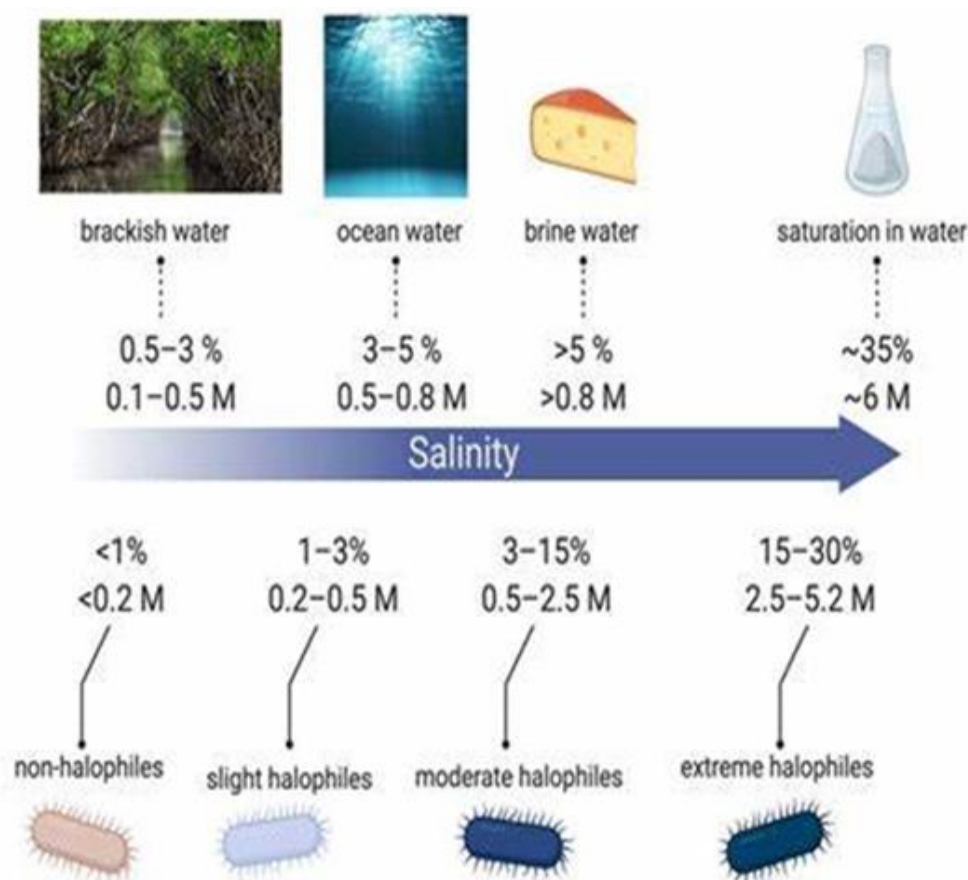 brackish water
ocean water
brine water
saturation in water
0.5–3 %
3–5 %
>5 %
~35%
0.1–0.5 M
0.5–0.8 M
>0.8 M
~6 M
Salinity
<1%
1–3%
3–15%
15–30%
<0.2 M
0.2–0.5 M
0.5–2.5 M
2.5–5.2 M
non-halophiles
slight halophiles
moderate halophiles
extreme halophiles